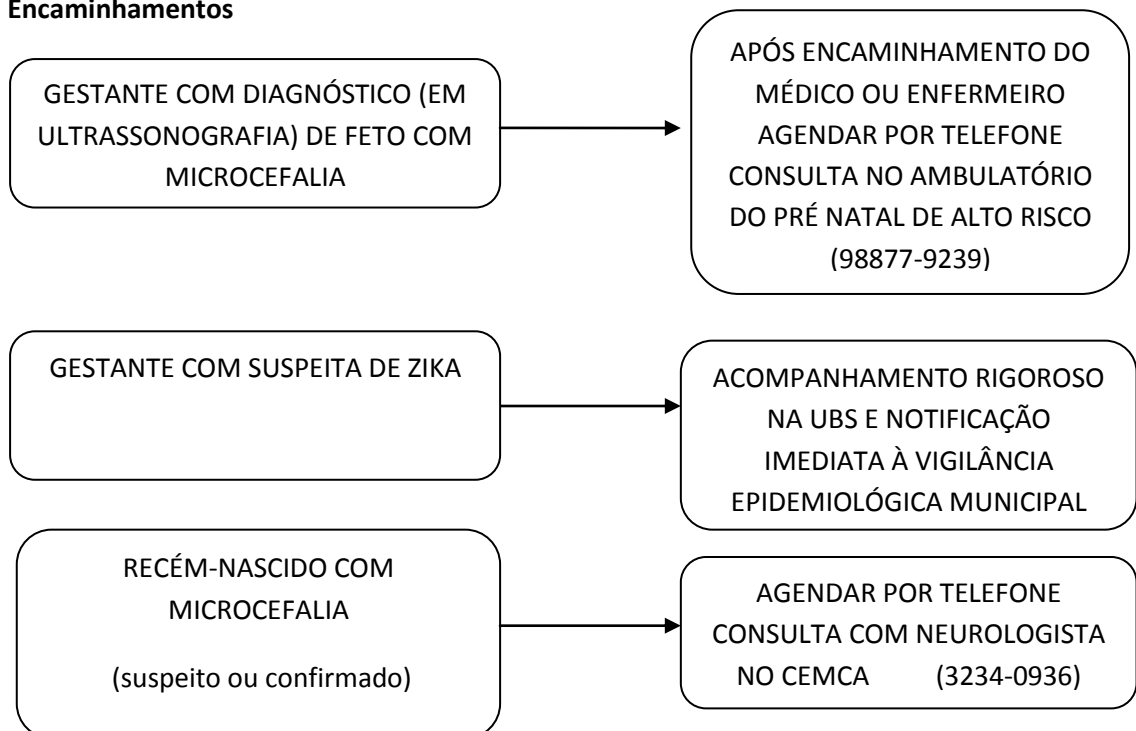 Encaminhamentos
GESTANTE COM DIAGNÓSTICO (EM
ULTRASSONOGRAFIA) DE FETO COM
MICROCEFALIA
APÓS ENCAMINHAMENTO DO
MÉDICO OU ENFERMEIRO
AGENDAR POR TELEFONE
CONSULTA NO AMBULATÓRIO
DO PRÉ NATAL DE ALTO RISCO
(98877-9239)
GESTANTE COM SUSPEITA DE ZIKA
ACOMPANHAMENTO RIGOROSO
NA UBS E NOTIFICAÇÃO
IMEDIATA À VIGILÂNCIA
EPIDEMIOLÓGICA MUNICIPAL
RECÉM-NASCIDO COM
MICROCEFALIA
(suspeito ou confirmado)
AGENDAR POR TELEFONE
CONSULTA COM NEUROLOGISTA
NO CEMCA (3234-0936)